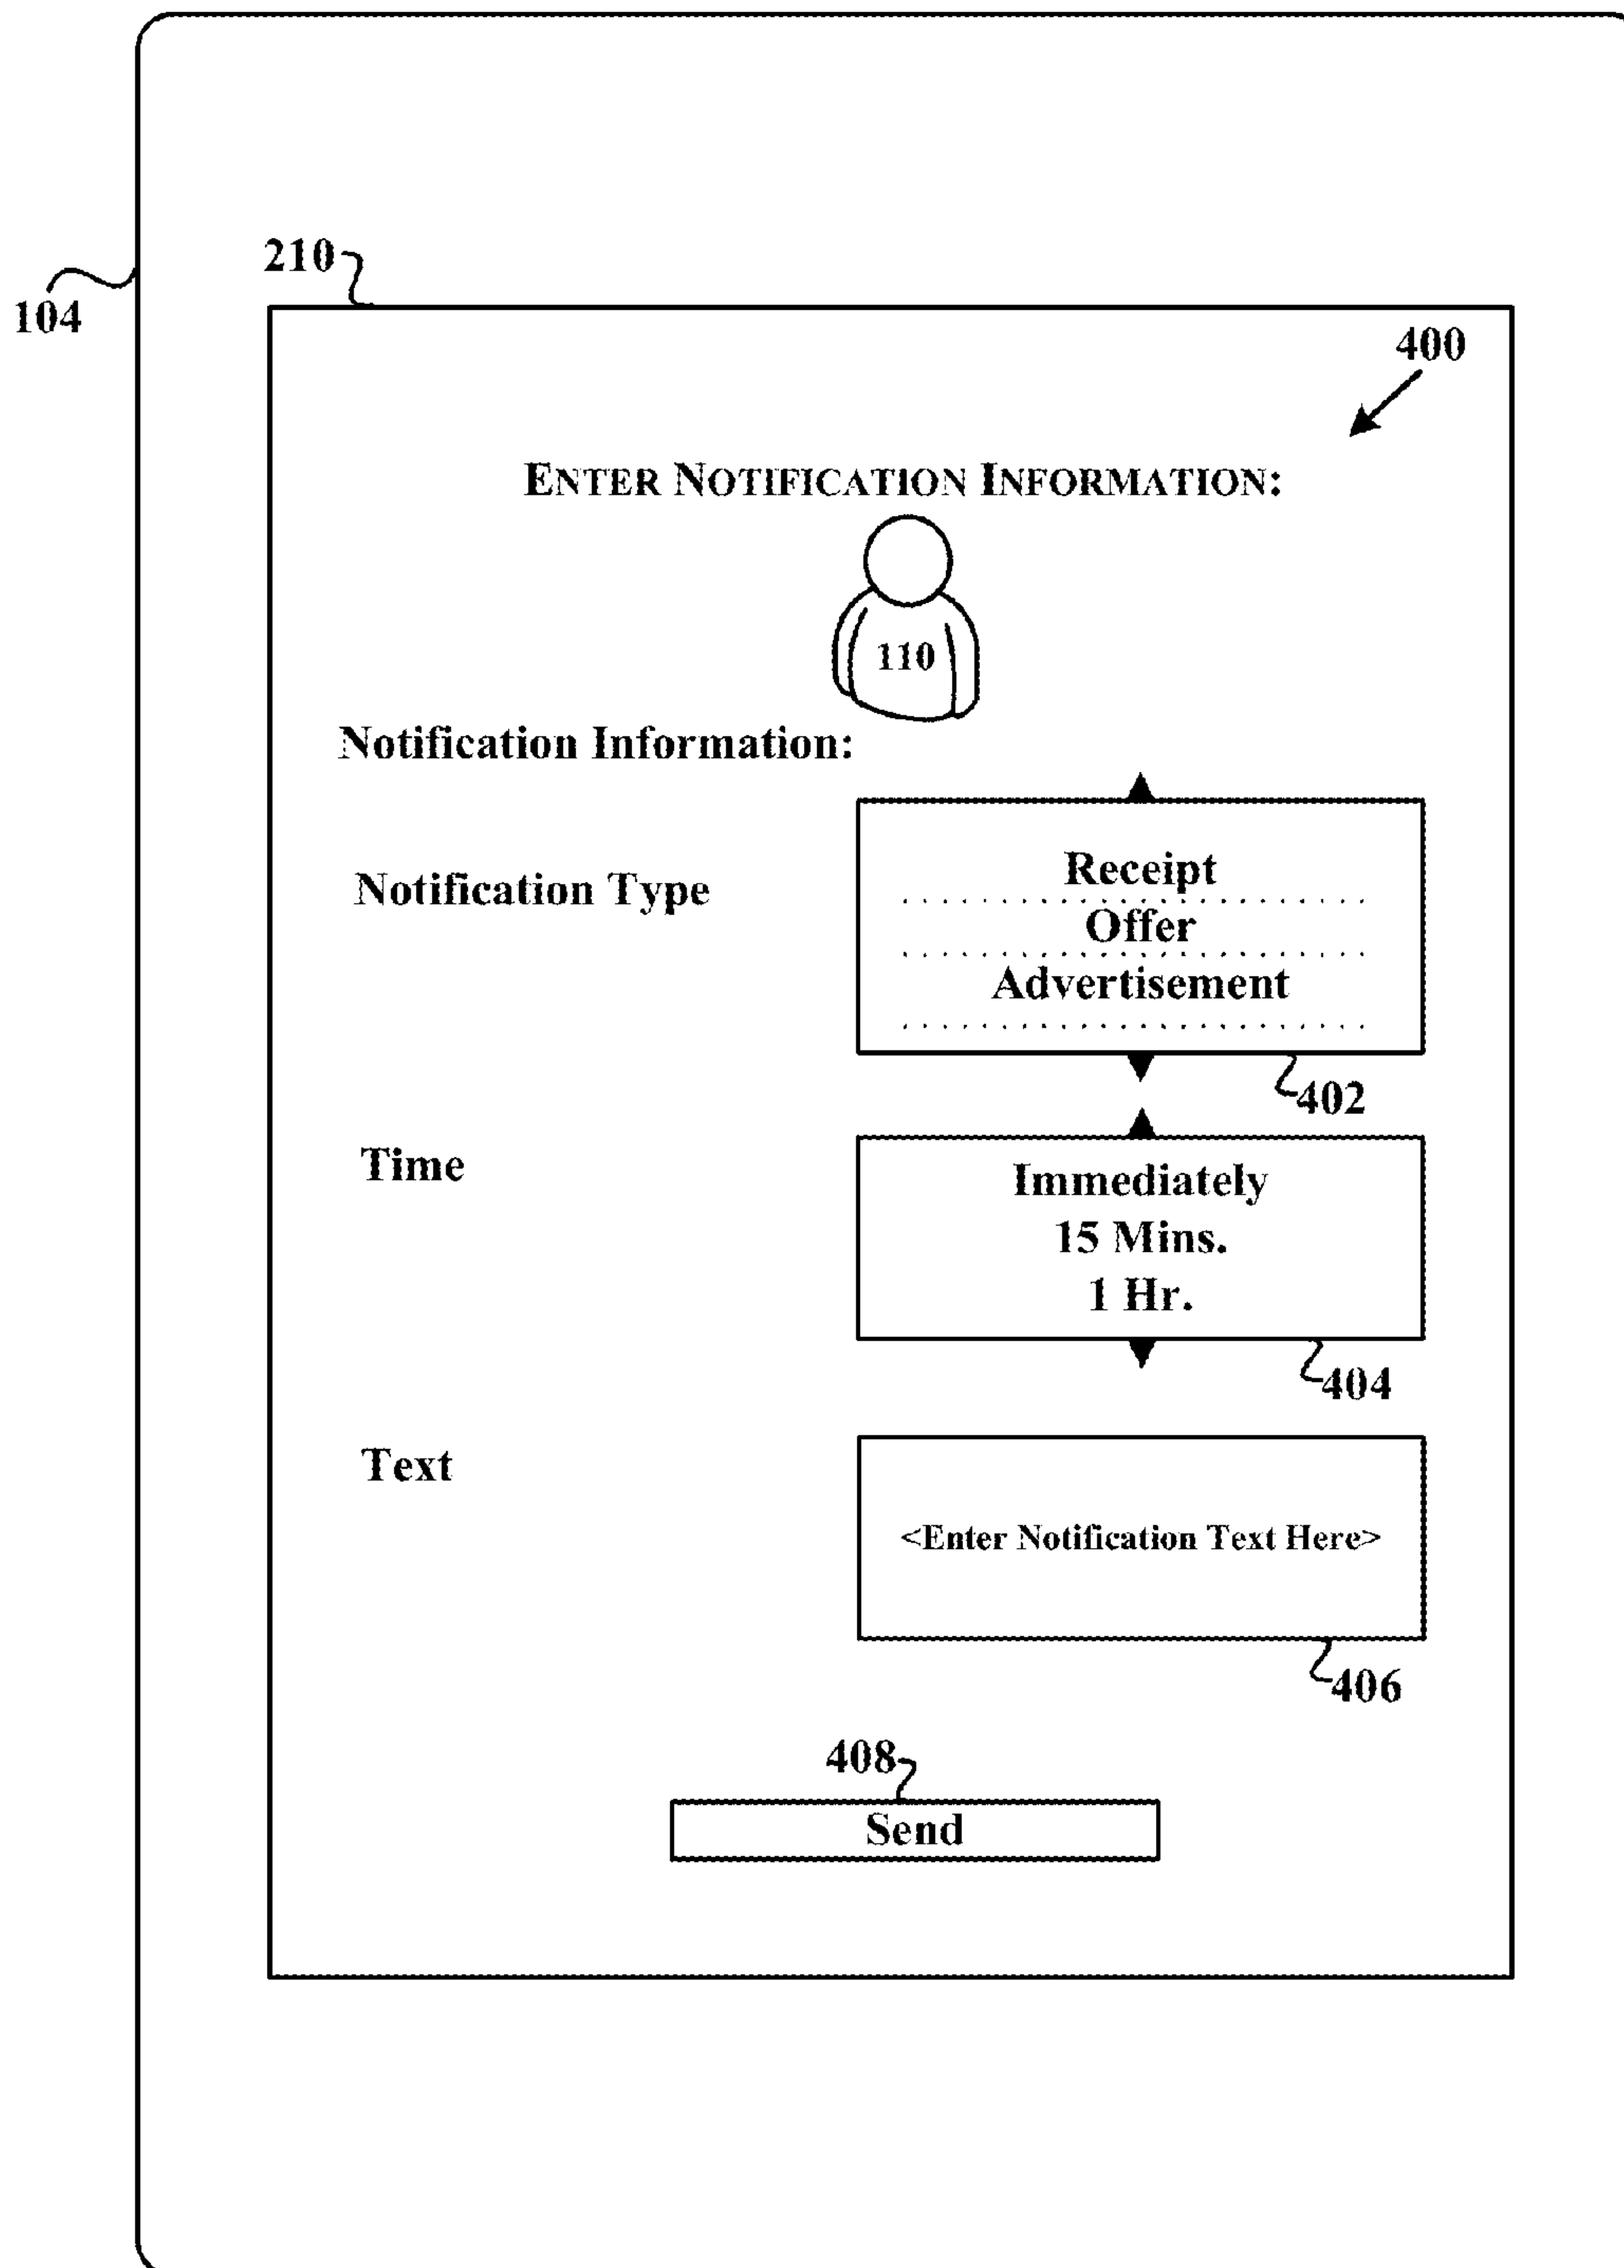 210
104
400
ENTER NOTIFICATION INFORMATION:
110
Notification Information:
Notification Type
Receipt
Offer
Advertisement
402
Time
Immediately
15 Mins.
1 Hr.
404
Text
<Enter Notification Text Here>
406
408
Send